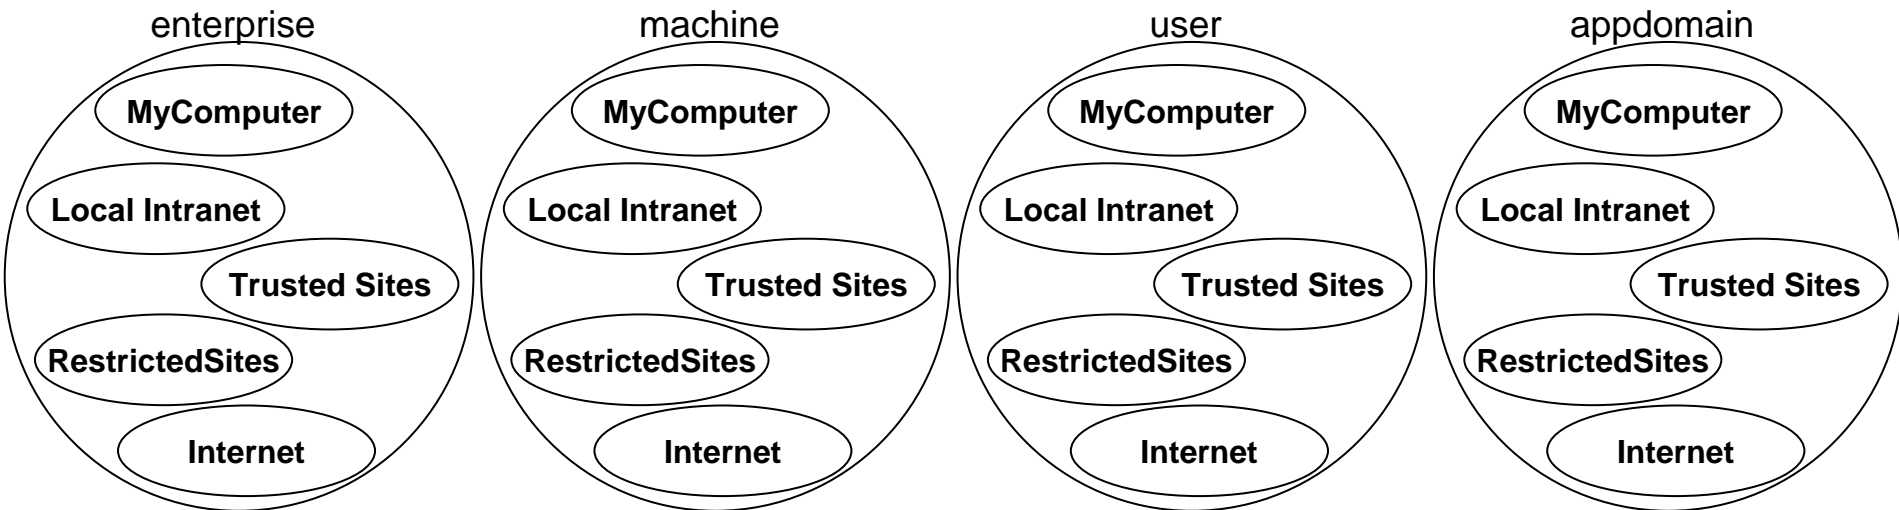 enterprise
MyComputer
Local Intranet
Trusted Sites
RestrictedSites
Internet
machine
MyComputer
Local Intranet
Trusted Sites
RestrictedSites
Internet
user
MyComputer
Local Intranet
Trusted Sites
RestrictedSites
Internet
appdomain
MyComputer
Local Intranet
Trusted Sites
RestrictedSites
Internet